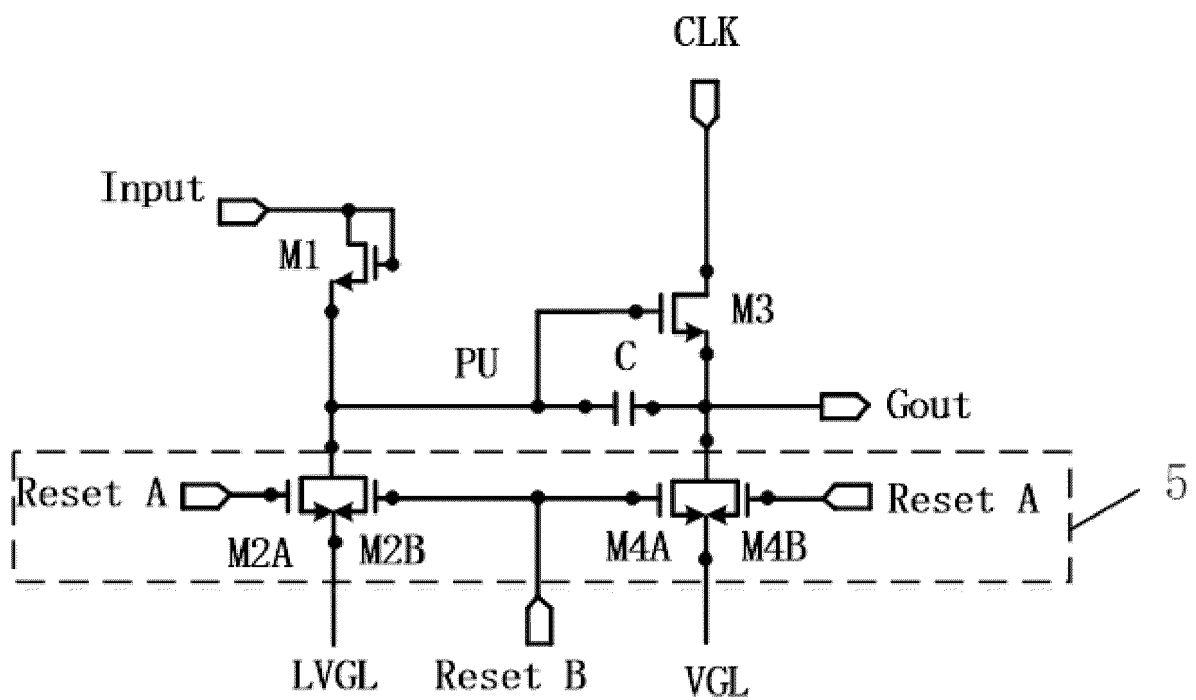 CLK
Input
M1
M3
C
PU
Gout
Reset A
Reset A
5
M2A
M2B
M4A
M4B
LVGL
Reset B
VGL